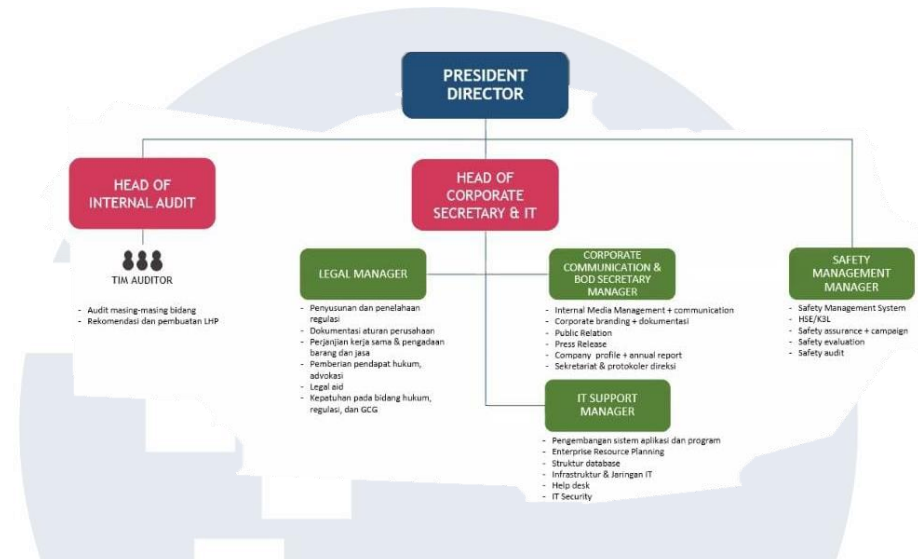 PRESIDENT
DIRECTOR
HEAD OF
INTERNAL AUDIT
HEAD OF
CORPORATE
SECRETARY & IT
TIM AUDITOR
- Audit masing-masing bidang
- Rekomendasi dan pembuatan LHP
LEGAL MANAGER
- Penyusunan dan penelahaan
regulasi
- Dokumentasi aturan perusahaan
- Perjanjian kerja sama & pengadaan
barang dan jasa
- Pemberian pendapat hukum,
advokasi
- Legal aid
- Kepatuhan pada bidang hukum,
regulasi, dan GCG
CORPORATE
COMMUNICATION &
BOD SECRETARY
MANAGER
- Internal Media Management + communication
- Corporate branding + dokumentasi
- Public Relation
- Press Release
- Company profile + annual report
- Sekretariat & protokoler direksi
IT SUPPORT
MANAGER
- Pengembangan sistem aplikasi dan program
- Enterprise Resource Planning
- Struktur database
- Infrastruktur & Jaringan IT
- Help desk
- IT Security
SAFETY
MANAGEMENT
MANAGER
- Safety Management System
- HSE/K3L
- Safety assurance + campaign
- Safety evaluation
- Safety audit